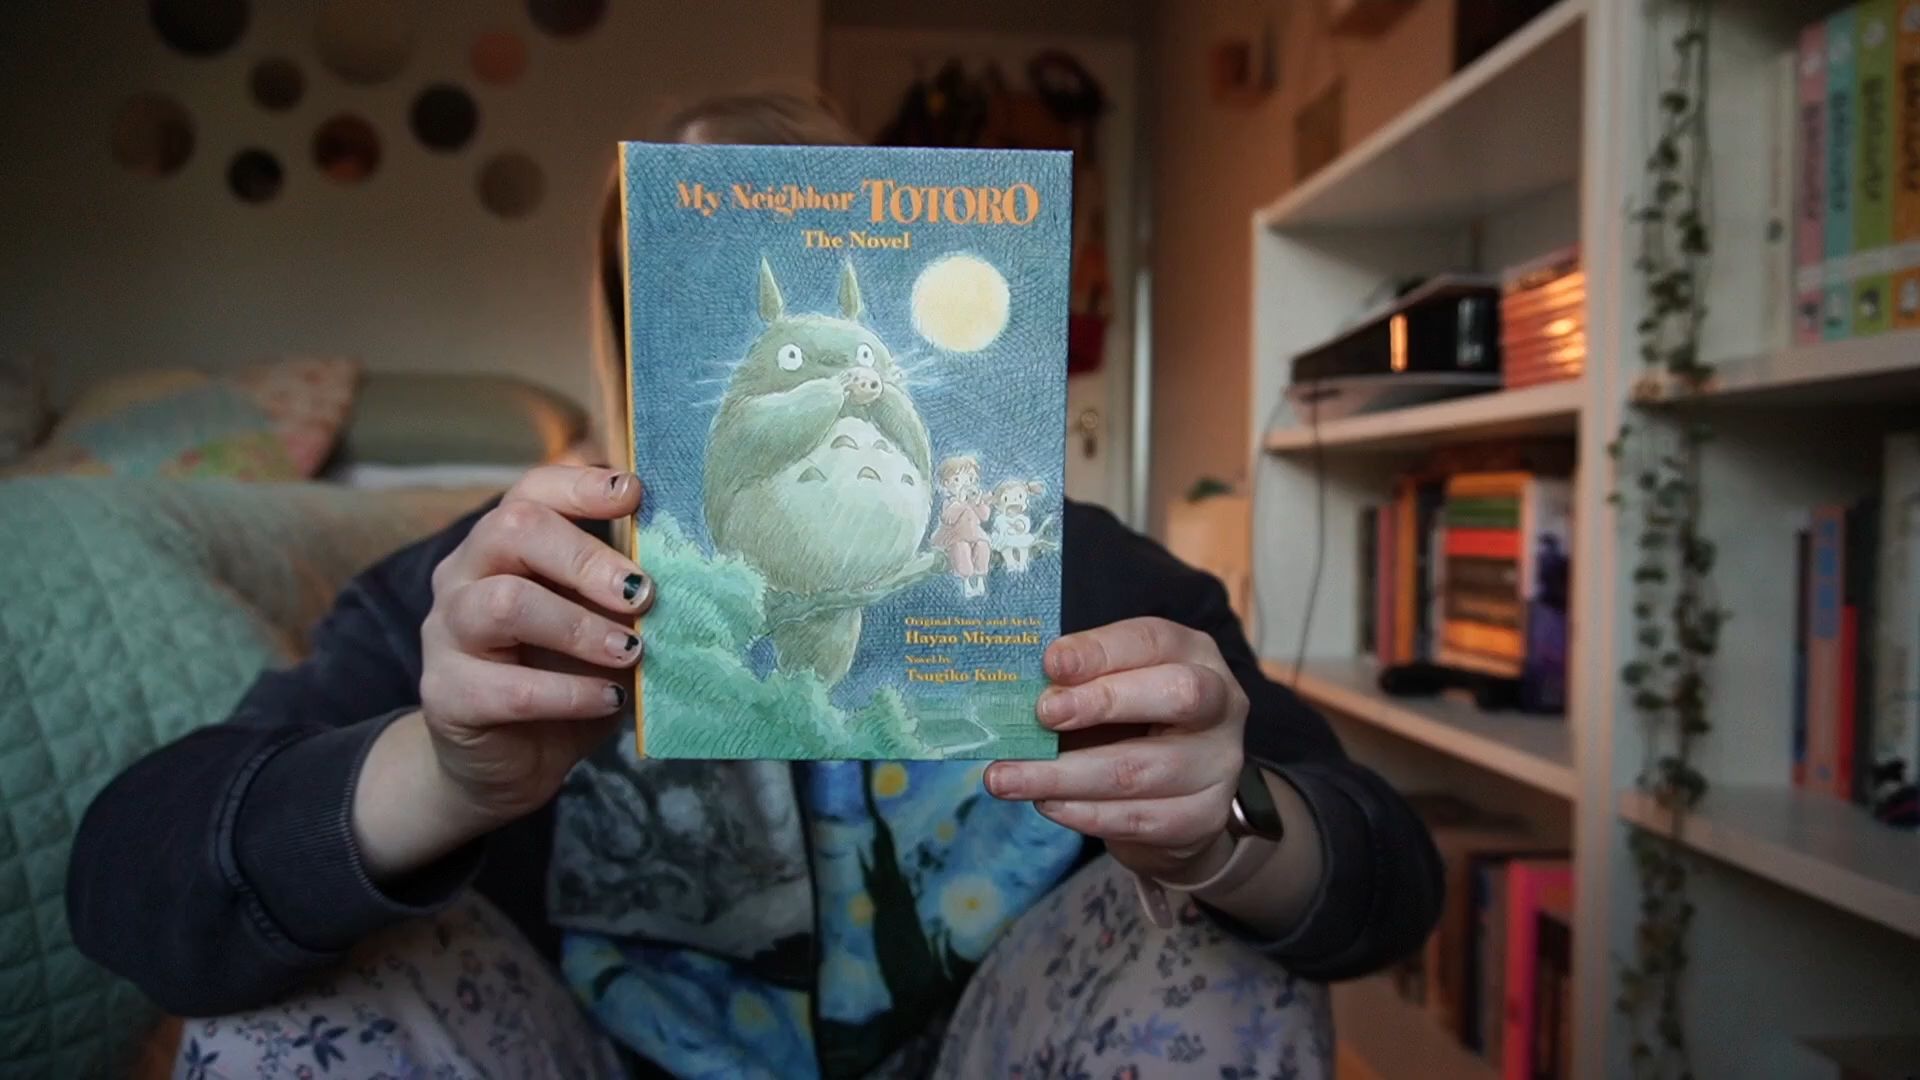 My Neighbor TOTORO
The Novel
Original Story and Art by
Hayao Miyazaki
Novel by
Tsugiko Kubo